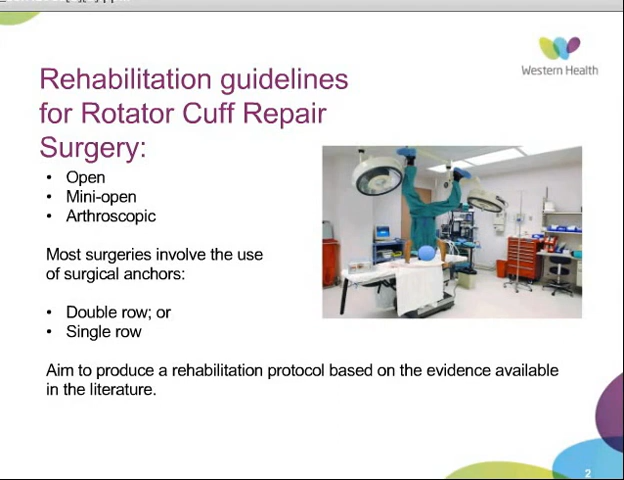 Western Health
Rehabilitation guidelines
for Rotator Cuff Repair
Surgery:
• Open
• Mini-open
• Arthroscopic
Most surgeries involve the use
of surgical anchors:
• Double row; or
• Single row
Aim to produce a rehabilitation protocol based on the evidence available
in the literature.
2